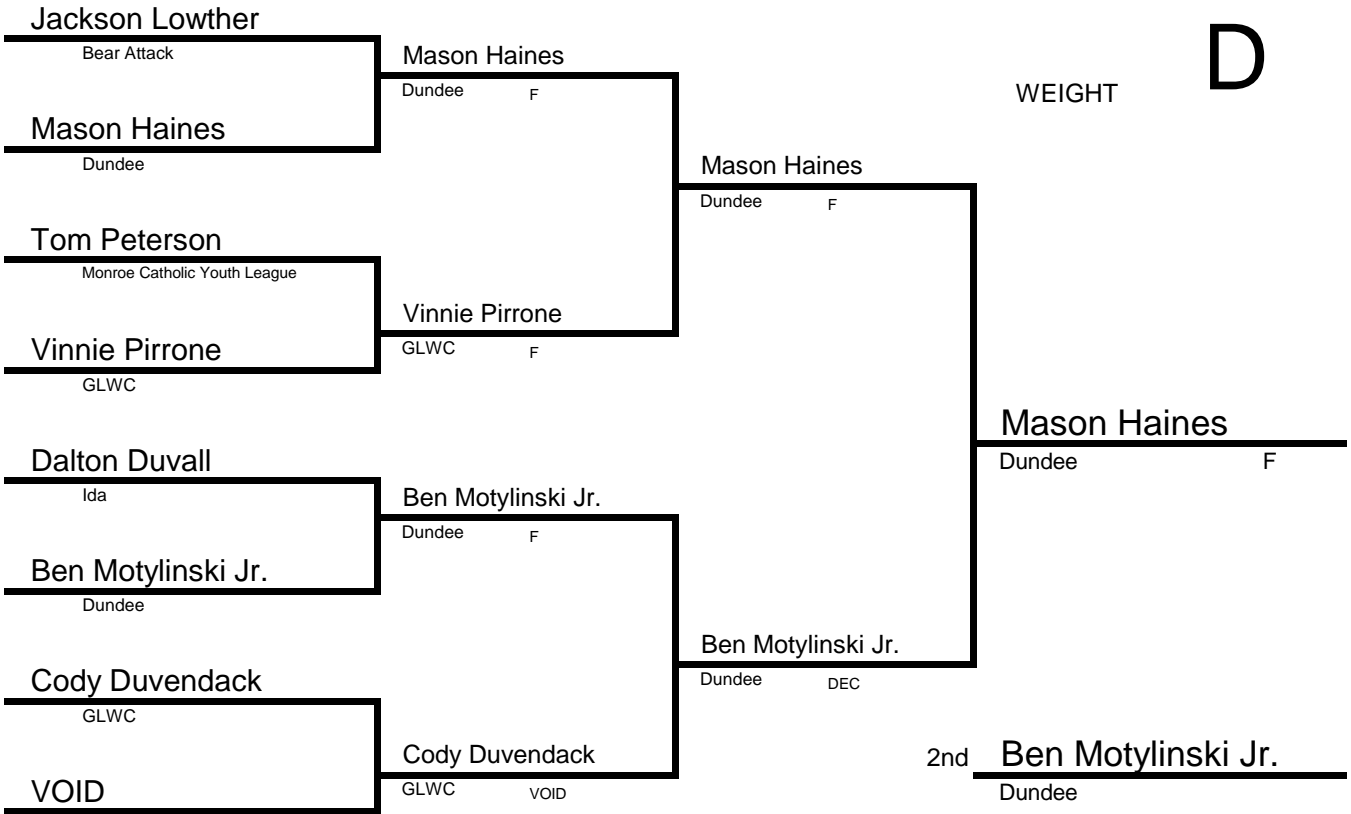 Jackson Lowther
Bear Attack
Mason Haines
Dundee F
D
WEIGHT
Mason Haines
Dundee
Mason Haines
Dundee F
Tom Peterson
Monroe Catholic Youth League
Vinnie Pirrone
GLWC F
Vinnie Pirrone
GLWC
Mason Haines
Dundee F
Dalton Duvall
Ida
Ben Motylinski Jr.
Dundee F
Ben Motylinski Jr.
Dundee
Ben Motylinski Jr.
Dundee DEC
Cody Duvendack
GLWC
Cody Duvendack
GLWC VOID
2nd Ben Motylinski Jr.
Dundee
VOID